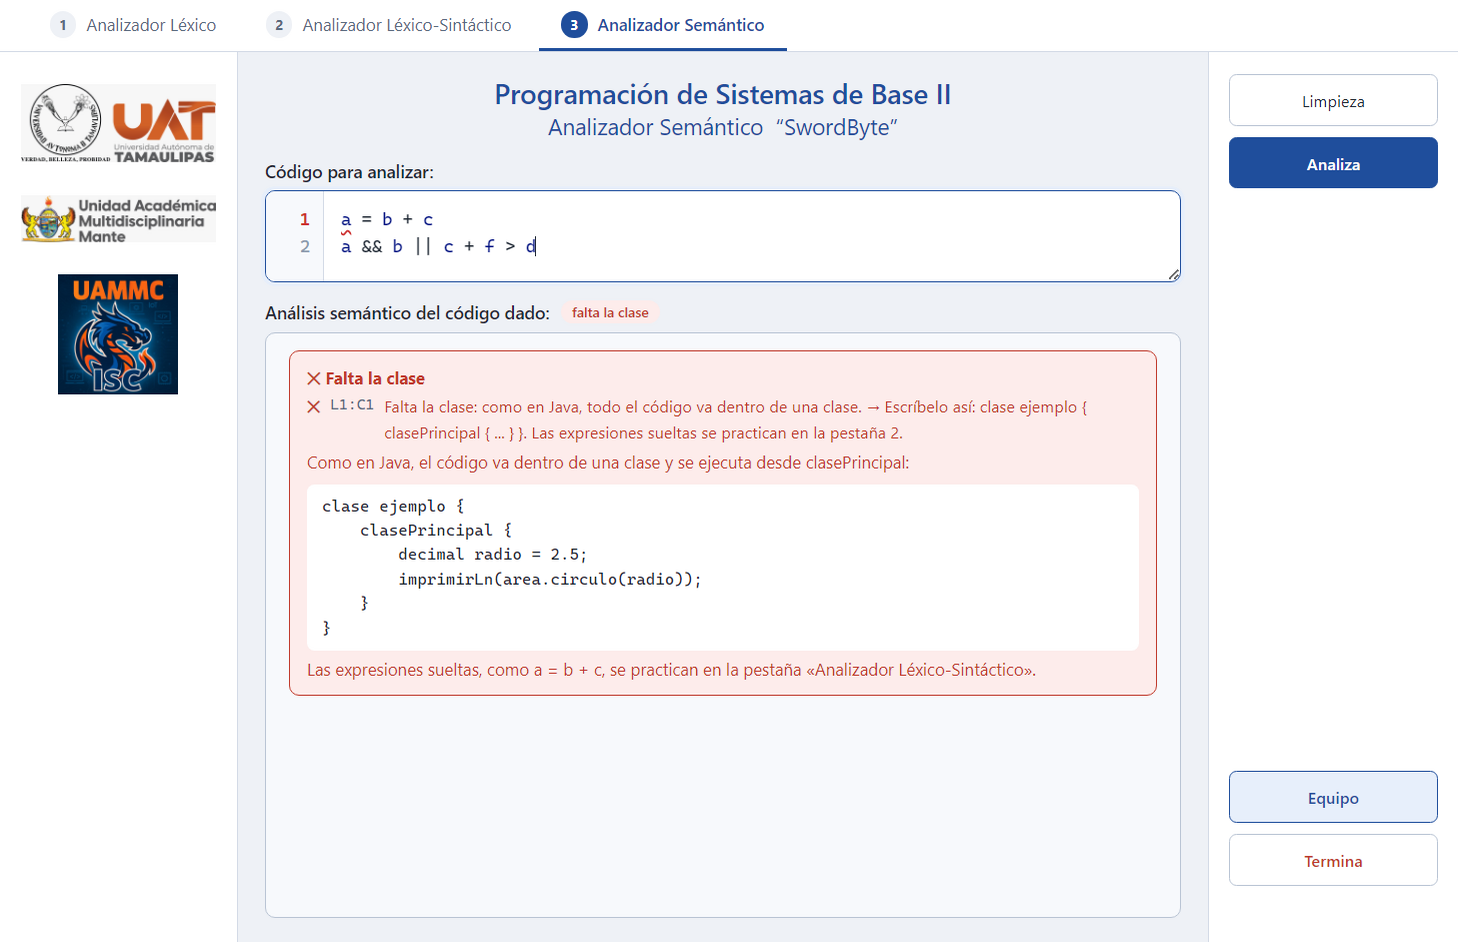 1 Analizador Léxico
2 Analizador Léxico-Sintáctico
3 Analizador Semántico
UNIVERSIDAD AUTONOMA DE TAMAULIPAS
VERDAD, BELLEZA, PROBIDAD
UAT
Universidad Autónoma de
TAMAULIPAS
Unidad Académica
Multidisciplinaria
Mante
UAMMC
ISC
Programación de Sistemas de Base II
Analizador Semántico “SwordByte”
Código para analizar:
1 a = b + c
2 a && b || c + f > d
Análisis semántico del código dado: falta la clase
✕ Falta la clase
✕ L1:C1 Falta la clase: como en Java, todo el código va dentro de una clase. → Escríbelo así: clase ejemplo {
clasePrincipal { ... } }. Las expresiones sueltas se practican en la pestaña 2.
Como en Java, el código va dentro de una clase y se ejecuta desde clasePrincipal:
clase ejemplo {
    clasePrincipal {
        decimal radio = 2.5;
        imprimirLn(area.circulo(radio));
    }
}
Las expresiones sueltas, como a = b + c, se practican en la pestaña «Analizador Léxico-Sintáctico».
Limpieza
Analiza
Equipo
Termina